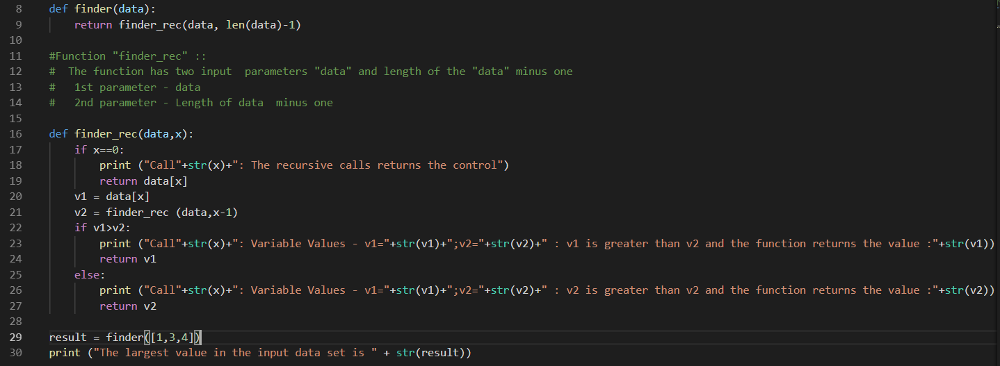 8 def finder(data):
9 return finder_rec(data, len(data)-1)
10
11 #Function "finder_rec" ::
12 #  The function has two input  parameters "data" and length of the "data" minus one
13 #   1st parameter - data
14 #   2nd parameter - Length of data  minus one
15
16 def finder_rec(data,x):
17 if x==0:
18 print ("Call"+str(x)+": The recursive calls returns the control")
19 return data[x]
20 v1 = data[x]
21 v2 = finder_rec (data,x-1)
22 if v1>v2:
23 print ("Call"+str(x)+": Variable Values - v1="+str(v1)+";v2="+str(v2)+" : v1 is greater than v2 and the function returns the value :"+str(v1))
24 return v1
25 else:
26 print ("Call"+str(x)+": Variable Values - v1="+str(v1)+";v2="+str(v2)+" : v2 is greater than v2 and the function returns the value :"+str(v2))
27 return v2
28
29 result = finder([1,3,4])
30 print ("The largest value in the input data set is " + str(result))